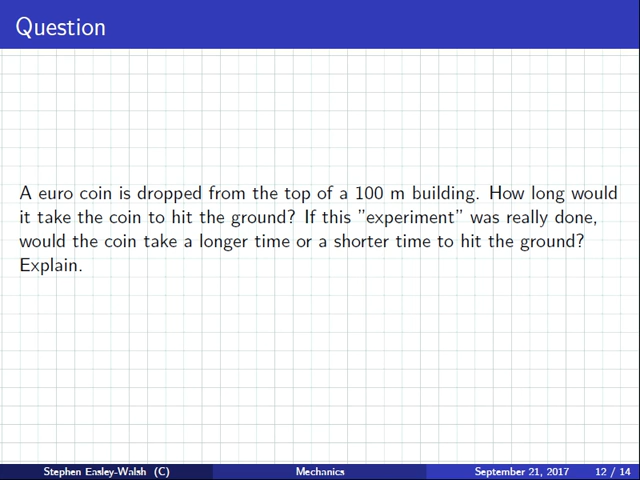 Question
A euro coin is dropped from the top of a 100 m building. How long would
it take the coin to hit the ground? If this ”experiment” was really done,
would the coin take a longer time or a shorter time to hit the ground?
Explain.
Stephen Easley-Walsh (C) Mechanics September 21, 2017 12 / 14